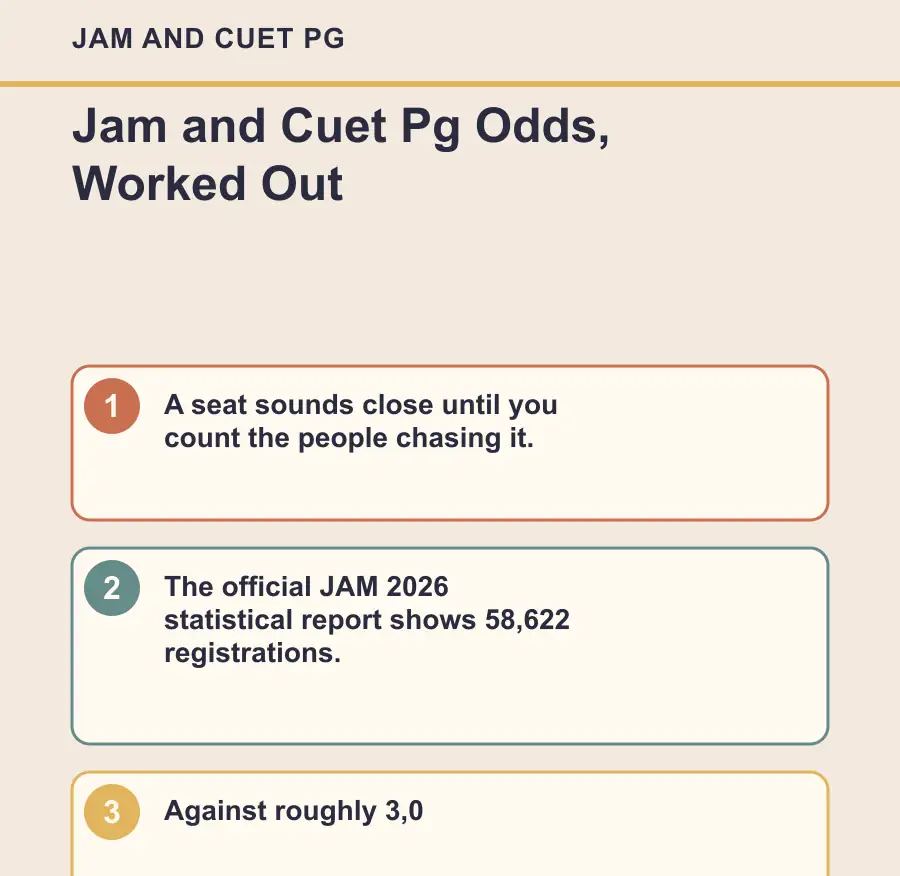 JAM AND CUET PG
Jam and Cuet Pg Odds,
Worked Out
1
A seat sounds close until you
count the people chasing it.
2
The official JAM 2026
statistical report shows 58,622
registrations.
3
Against roughly 3,0